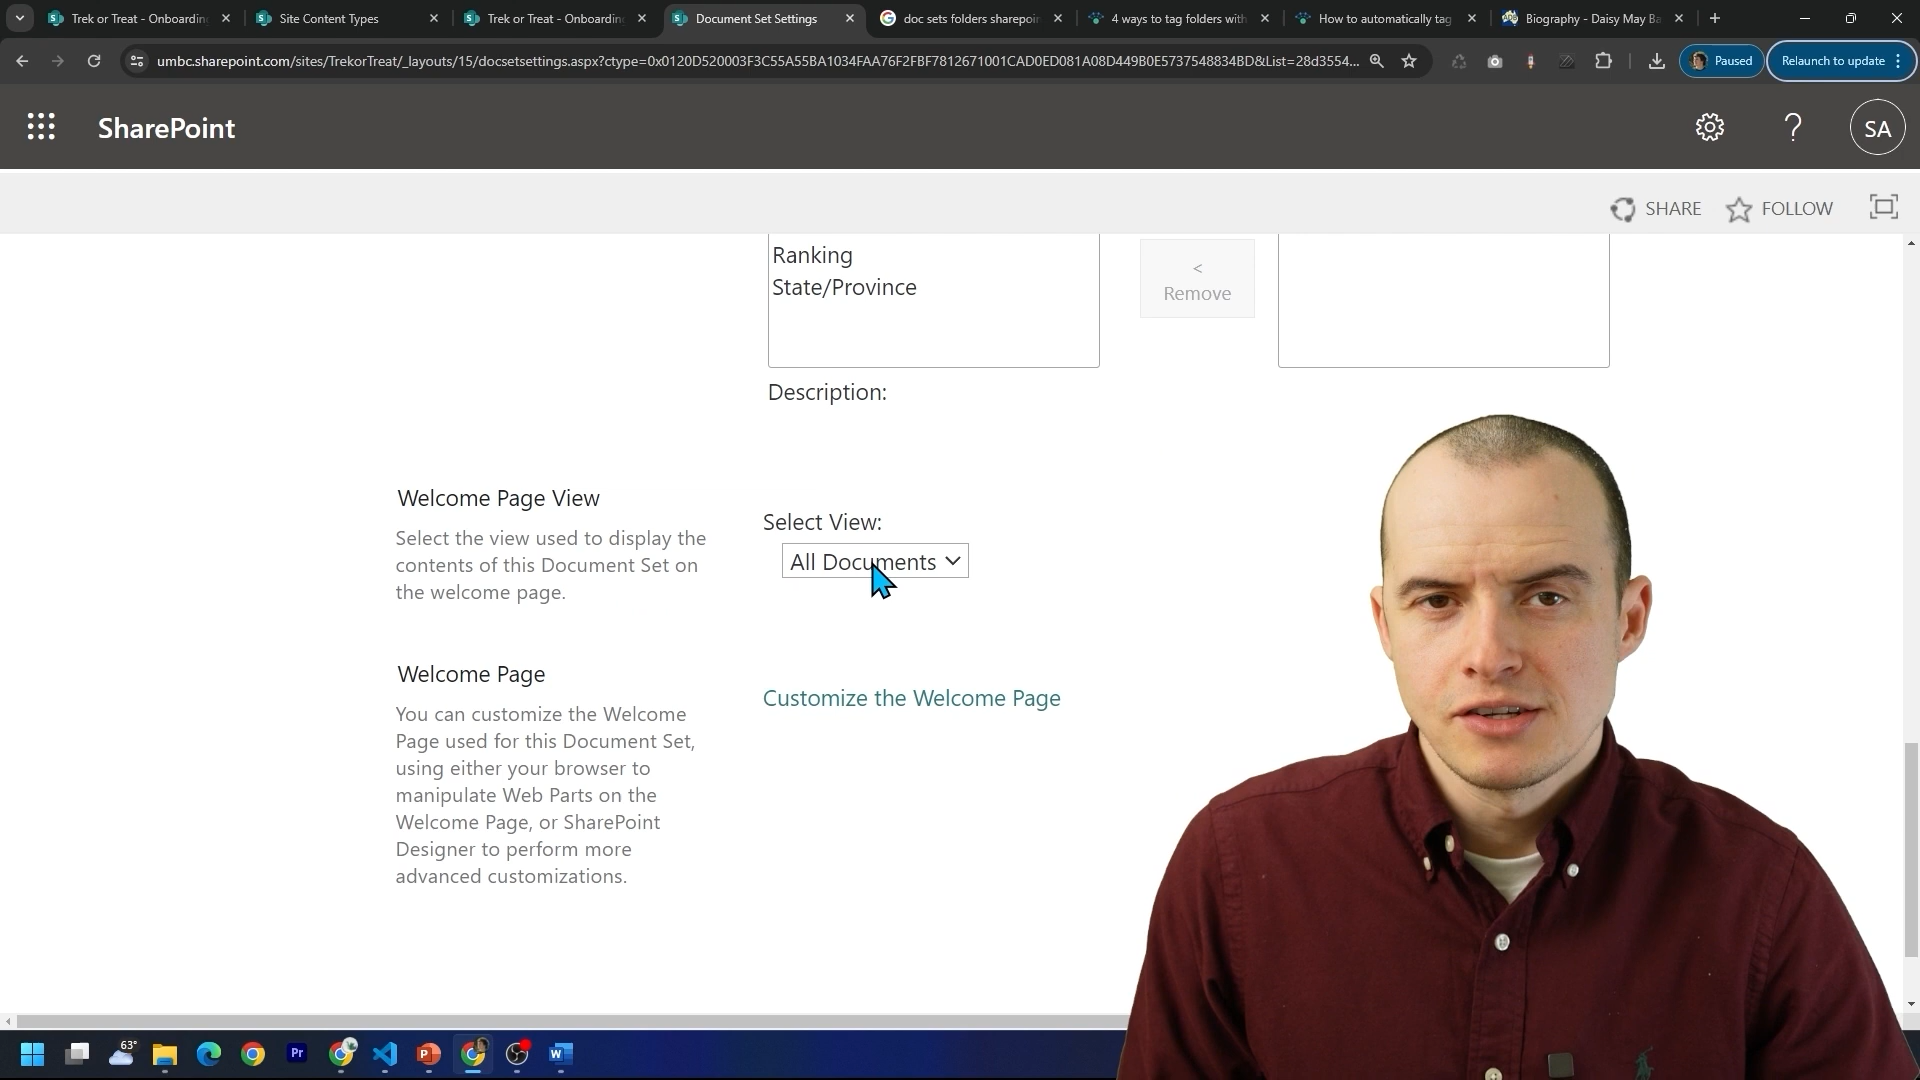 Trek or Treat - Onboarding
Site Content Types
Trek or Treat - Onboarding
Document Set Settings
doc sets folders sharepoin
4 ways to tag folders with
How to automatically tag
Biography - Daisy May Ba
umbc.sharepoint.com/sites/TrekorTreat/_layouts/15/docsetsettings.aspx?ctype=0x0120D520003F3C55A55BA1034FAA76F2FBF7812671001CAD0ED081A08D449B0E5737548834BD&List=28d3554...
Paused
Relaunch to update
SharePoint
SA
SHARE
FOLLOW
Ranking
State/Province
<
Remove
Description:
Welcome Page View
Select the view used to display the
contents of this Document Set on
the welcome page.
Select View:
All Documents
Welcome Page
You can customize the Welcome
Page used for this Document Set,
using either your browser to
manipulate Web Parts on the
Welcome Page, or SharePoint
Designer to perform more
advanced customizations.
Customize the Welcome Page
63°
Pr